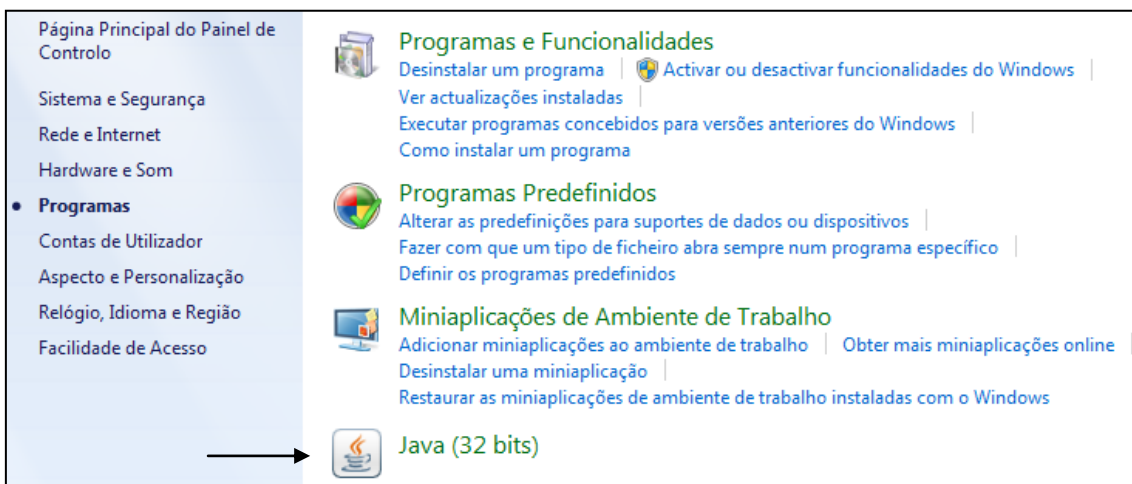 Página Principal do Painel de
Controlo
Sistema e Segurança
Rede e Internet
Hardware e Som
Programas
Contas de Utilizador
Aspecto e Personalização
Relógio, Idioma e Região
Facilidade de Acesso
Programas e Funcionalidades
Desinstalar um programa Activar ou desactivar funcionalidades do Windows
Ver actualizações instaladas
Executar programas concebidos para versões anteriores do Windows
Como instalar um programa
Programas Predefinidos
Alterar as predefinições para suportes de dados ou dispositivos
Fazer com que um tipo de ficheiro abra sempre num programa específico
Definir os programas predefinidos
Miniaplicações de Ambiente de Trabalho
Adicionar miniaplicações ao ambiente de trabalho Obter mais miniaplicações online
Desinstalar uma miniaplicação
Restaurar as miniaplicações de ambiente de trabalho instaladas com o Windows
Java (32 bits)